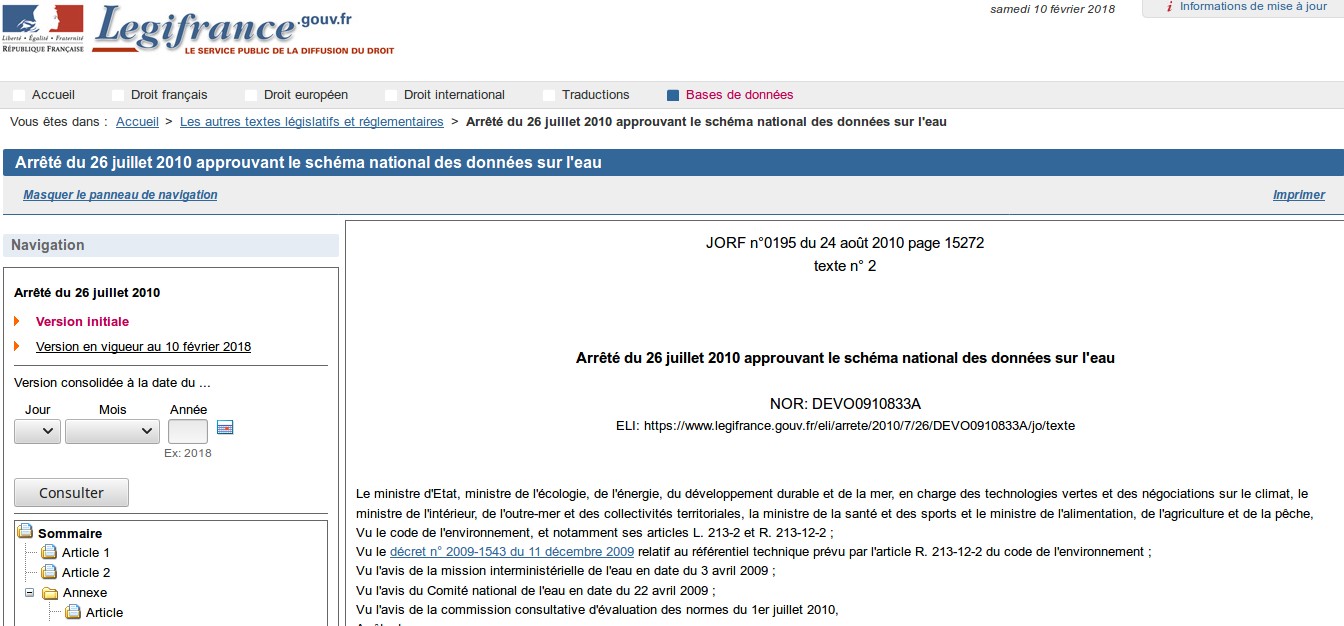 samedi 10 février 2018
i Informations de mise à jour
Liberté • Égalité • Fraternité
RÉPUBLIQUE FRANÇAISE
Legifrance.gouv.fr
LE SERVICE PUBLIC DE LA DIFFUSION DU DROIT
Accueil Droit français Droit européen Droit international Traductions Bases de données
Vous êtes dans : Accueil > Les autres textes législatifs et réglementaires > Arrêté du 26 juillet 2010 approuvant le schéma national des données sur l'eau
Arrêté du 26 juillet 2010 approuvant le schéma national des données sur l'eau
Masquer le panneau de navigation
Imprimer
Navigation
Arrêté du 26 juillet 2010
Version initiale
Version en vigueur au 10 février 2018
Version consolidée à la date du ...
Jour Mois Année
Ex: 2018
Consulter
Sommaire
Article 1
Article 2
Annexe
Article
JORF n°0195 du 24 août 2010 page 15272
texte n° 2
Arrêté du 26 juillet 2010 approuvant le schéma national des données sur l'eau
NOR: DEVO0910833A
ELI: https://www.legifrance.gouv.fr/eli/arrete/2010/7/26/DEVO0910833A/jo/texte
Le ministre d'Etat, ministre de l'écologie, de l'énergie, du développement durable et de la mer, en charge des technologies vertes et des négociations sur le climat, le
ministre de l'intérieur, de l'outre-mer et des collectivités territoriales, la ministre de la santé et des sports et le ministre de l'alimentation, de l'agriculture et de la pêche,
Vu le code de l'environnement, et notamment ses articles L. 213-2 et R. 213-12-2 ;
Vu le décret n° 2009-1543 du 11 décembre 2009 relatif au référentiel technique prévu par l'article R. 213-12-2 du code de l'environnement ;
Vu l'avis de la mission interministérielle de l'eau en date du 3 avril 2009 ;
Vu l'avis du Comité national de l'eau en date du 22 avril 2009 ;
Vu l'avis de la commission consultative d'évaluation des normes du 1er juillet 2010,